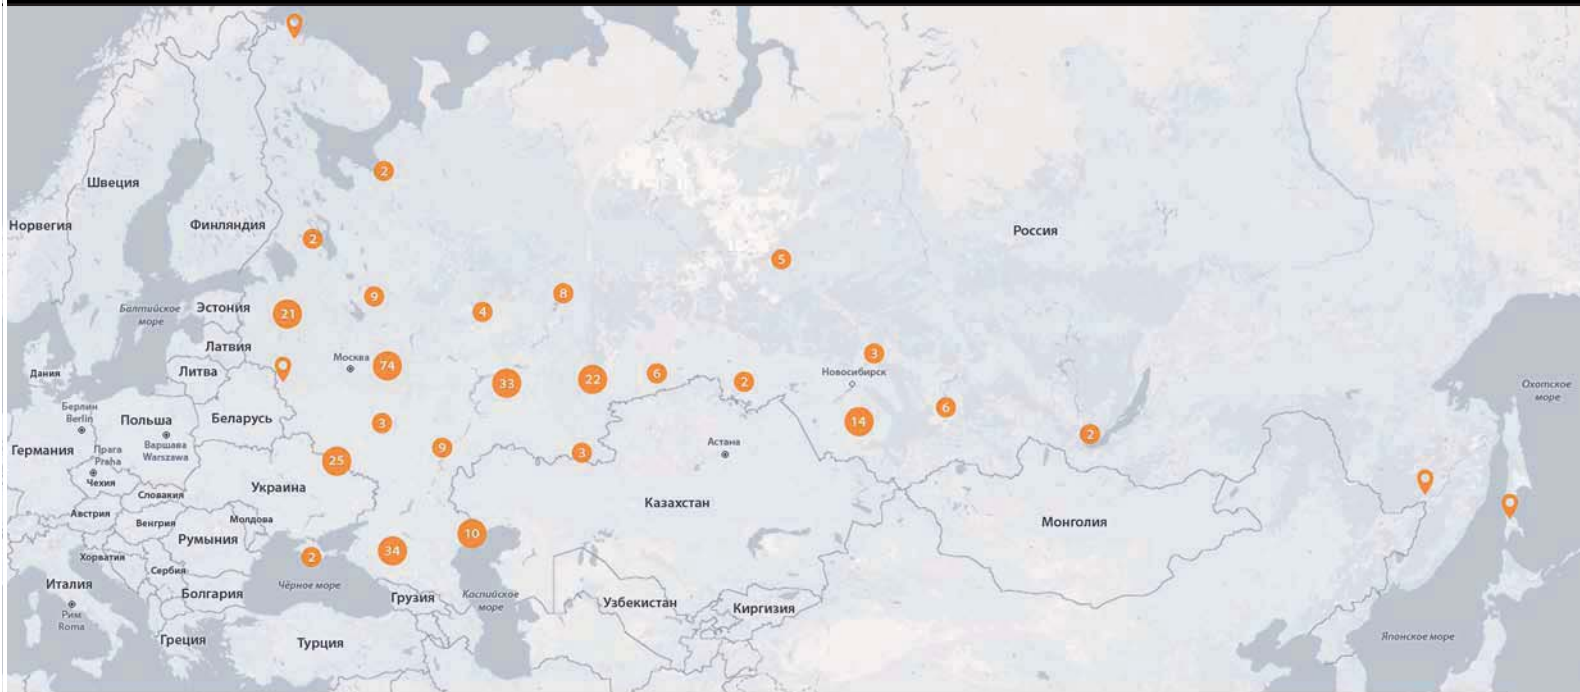 2
Швеция
Норвегия
Финляндия
Россия
2
5
8
9
Балтийское
море
Эстония
21
4
Латвия
3
Москва
74
Литва
Дания
33
22
6
2
Новосибирск
Охотское
море
Берлин
Berlin
Польша
Беларусь
3
14
6
2
Варшава
Warszawa
Германия
Прага
Praha
Чехия
9
3
Астана
25
Словакия
Украина
Казахстан
Австрия
Венгрия
Молдова
Монголия
Румыния
10
Хорватия
2
34
Сербия
Италия
Болгария
Чёрное море
Грузия
Каспийское
море
Узбекистан
Киргизия
Рим
Roma
Греция
Турция
Японское море